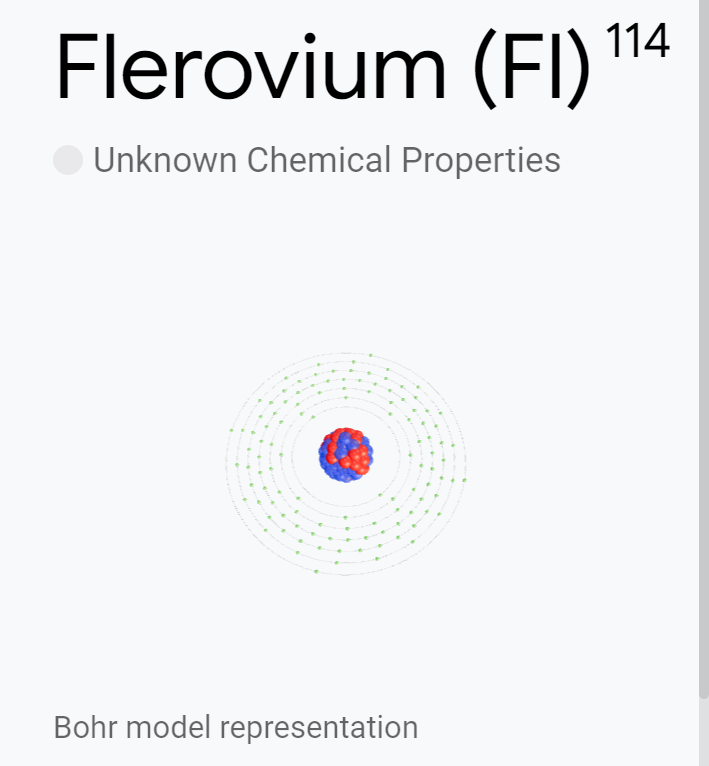 Flerovium (Fl) 114
Unknown Chemical Properties
Bohr model representation